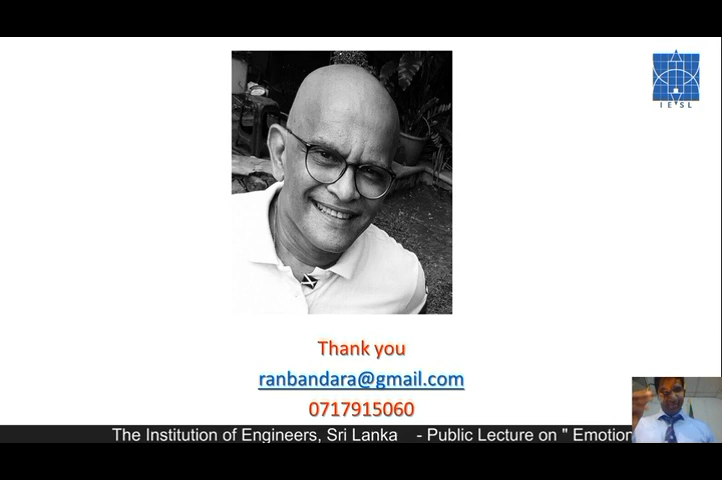 IESL
Thank you
ranbandara@gmail.com
0717915060
The Institution of Engineers, Sri Lanka - Public Lecture on " Emotion